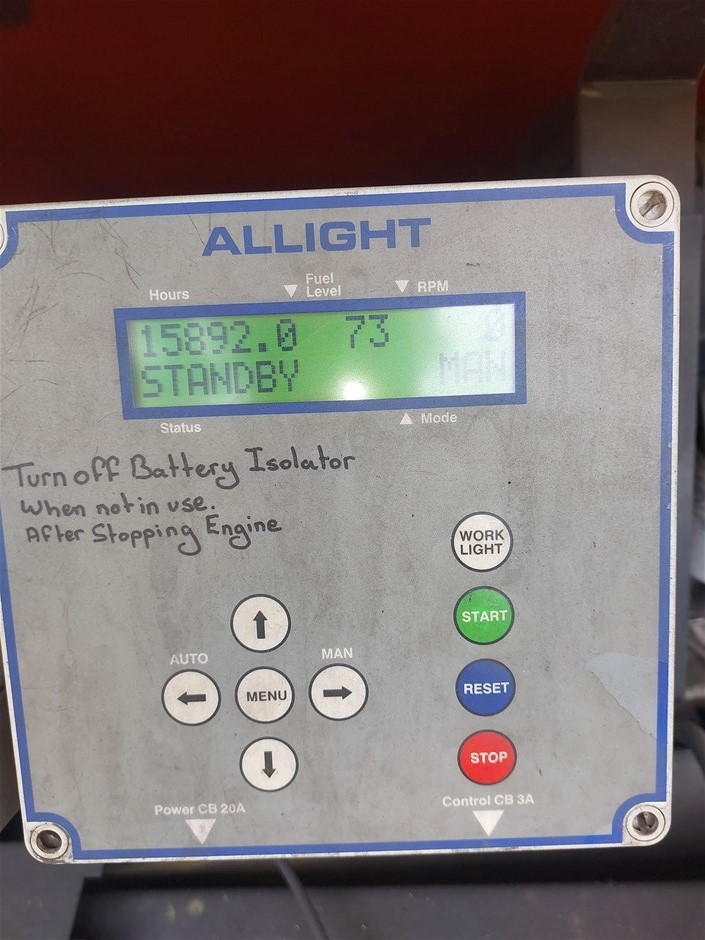 ALLIGHT
Hours
Fuel
Level
RPM
15892.0 73 0
STANDBY MAN
Status
Mode
Turn off Battery Isolator
When not in use.
After Stopping Engine
WORK
LIGHT
START
AUTO
MAN
MENU
RESET
STOP
Power CB 20A
Control CB 3A